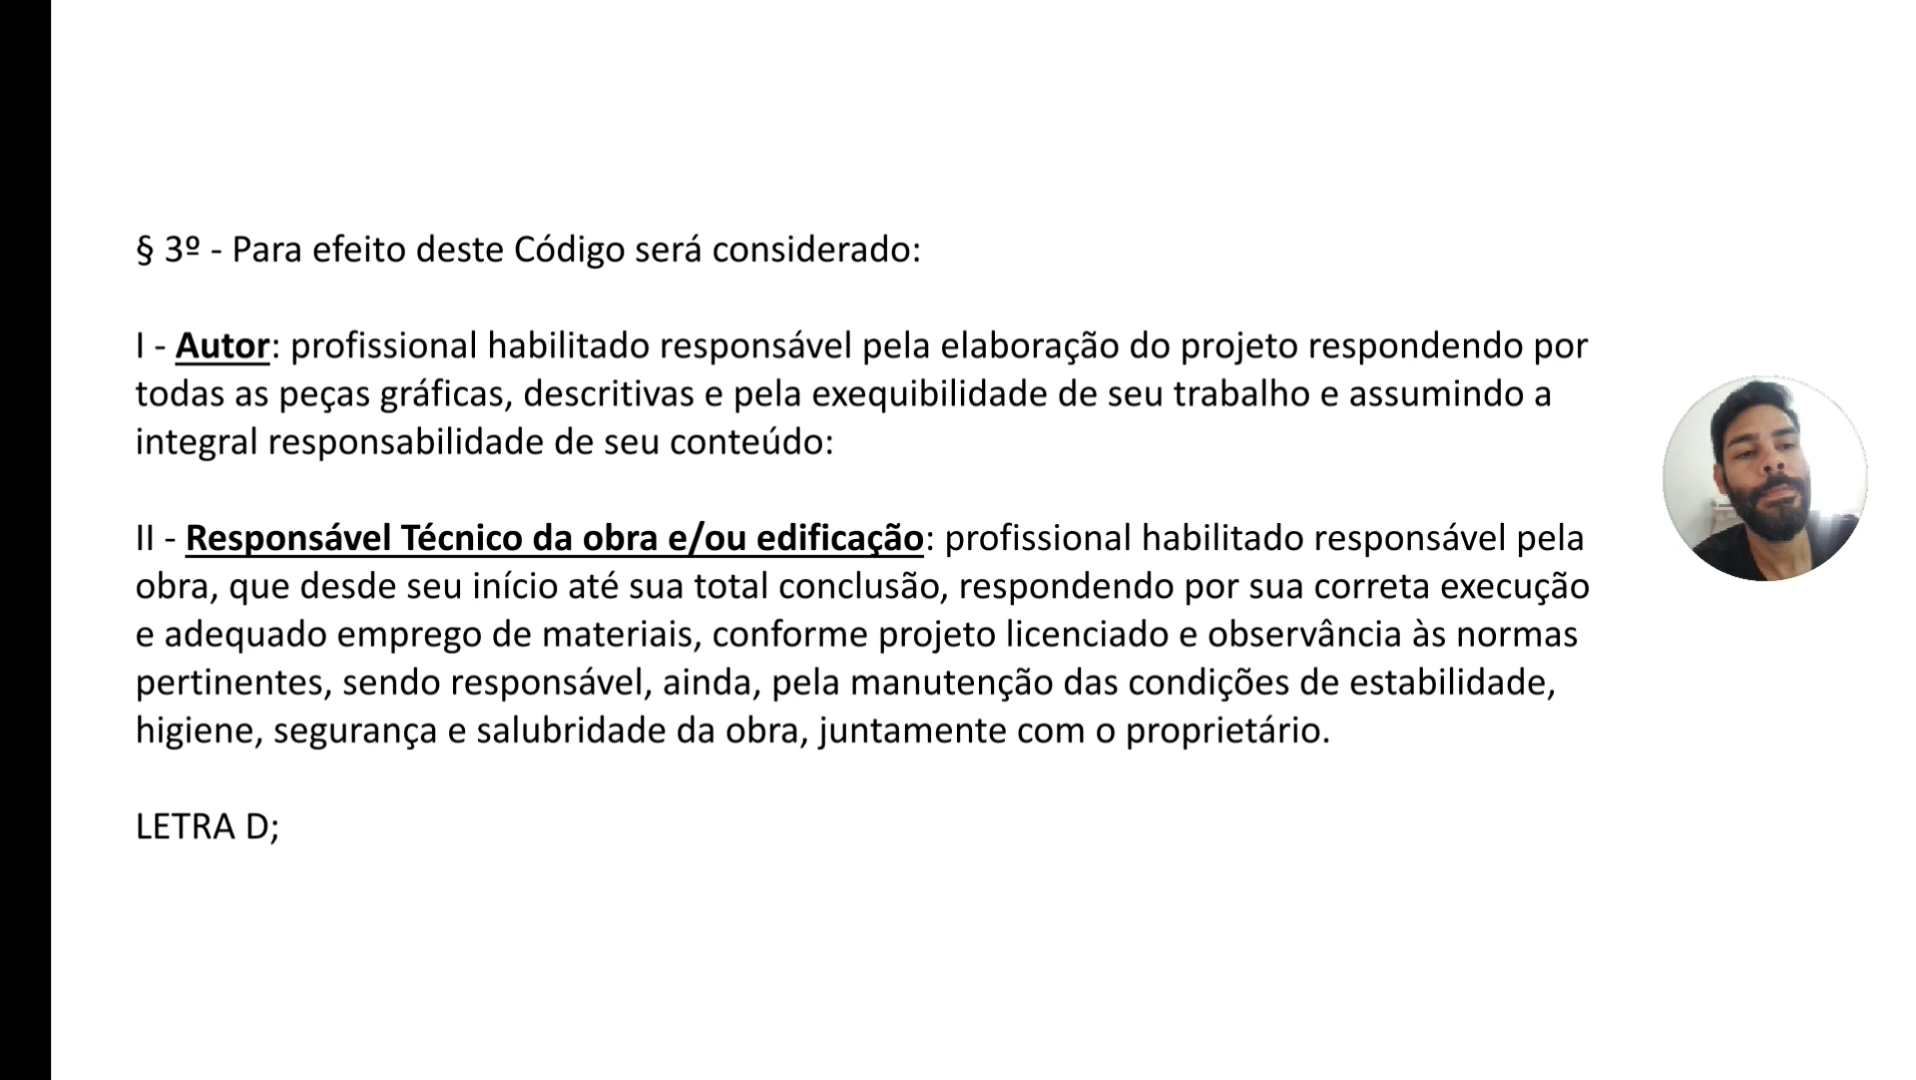 § 3º - Para efeito deste Código será considerado:
I - Autor: profissional habilitado responsável pela elaboração do projeto respondendo por
todas as peças gráficas, descritivas e pela exequibilidade de seu trabalho e assumindo a
integral responsabilidade de seu conteúdo:
II - Responsável Técnico da obra e/ou edificação: profissional habilitado responsável pela
obra, que desde seu início até sua total conclusão, respondendo por sua correta execução
e adequado emprego de materiais, conforme projeto licenciado e observância às normas
pertinentes, sendo responsável, ainda, pela manutenção das condições de estabilidade,
higiene, segurança e salubridade da obra, juntamente com o proprietário.
LETRA D;